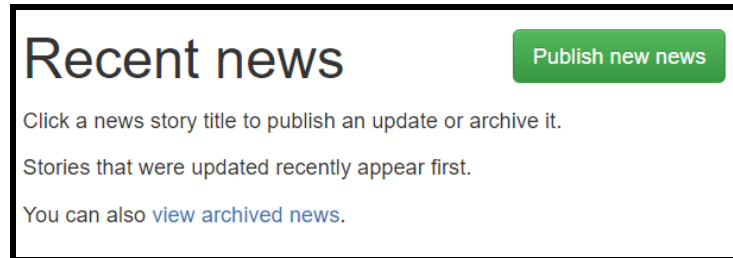 Recent news
Publish new news
Click a news story title to publish an update or archive it.
Stories that were updated recently appear first.
You can also view archived news.